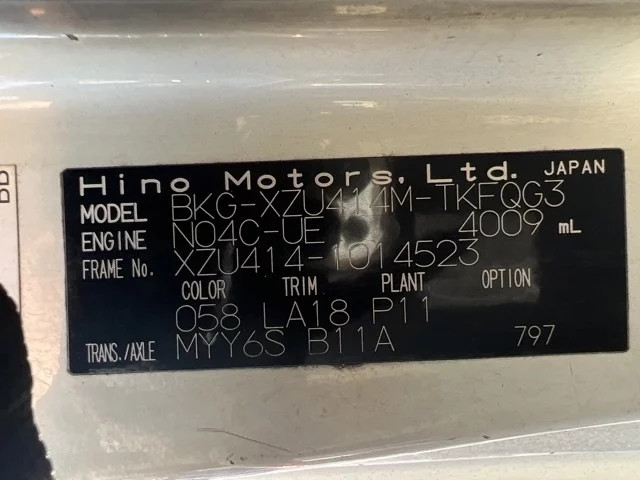 Hino Motors, Ltd. JAPAN
MODEL BKG-XZU414M-TKFQG3
ENGINE N04C-UE 4009 mL
FRAME No. XZU414-1014523
COLOR TRIM PLANT OPTION
058 LA18 P11
TRANS./AXLE MYY6S B11A 797